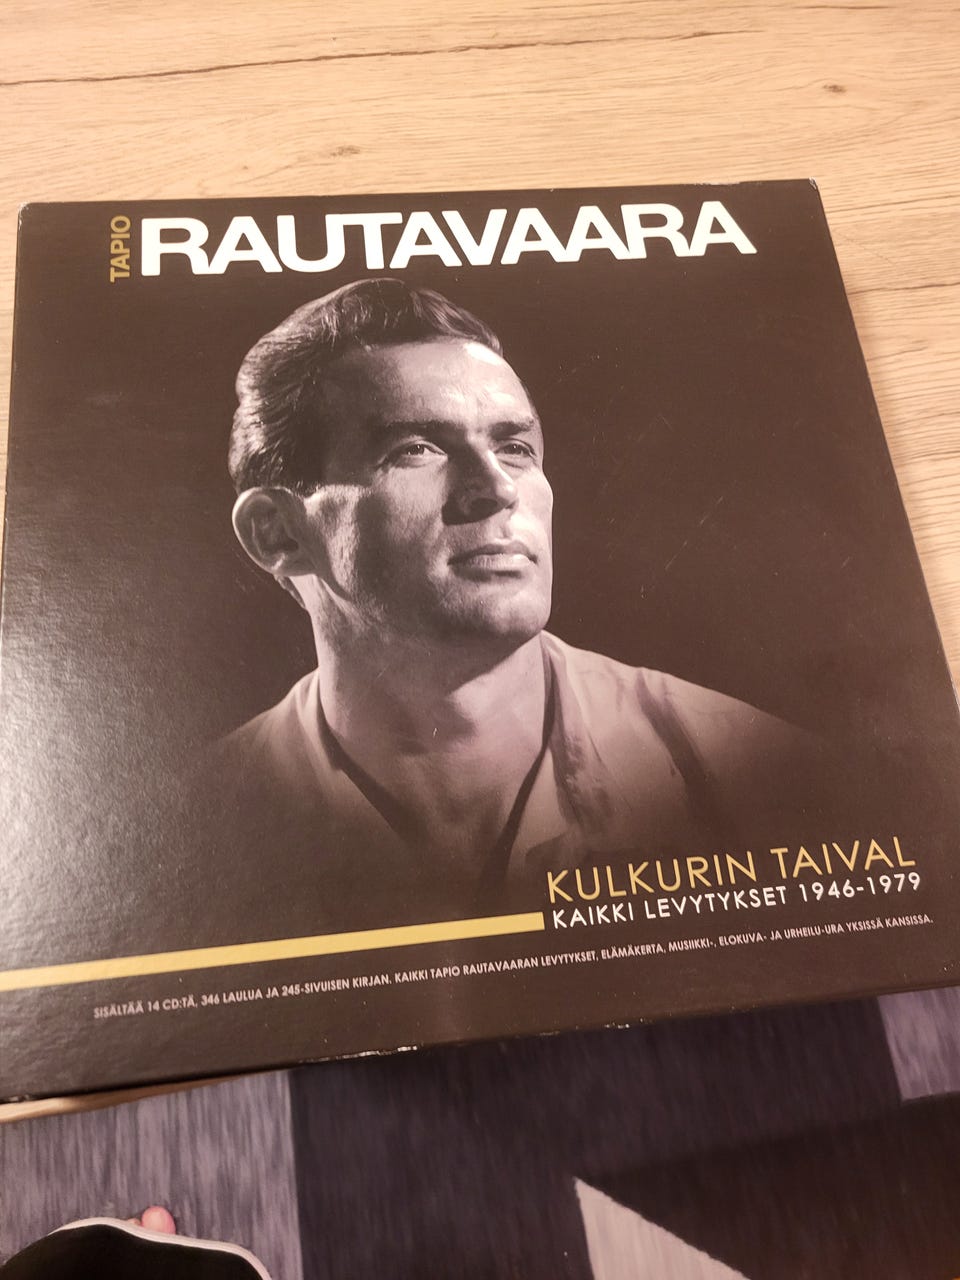 TAPIO
RAUTAVAARA
KULKURIN TAIVAL
KAIKKI LEVYTYKSET 1946-1979
SISÄLTÄÄ 14 CD:TÄ, 346 LAULUA JA 245-SIVUISEN KIRJAN. KAIKKI TAPIO RAUTAVAARAN LEVYTYKSET, ELÄMÄKERTA, MUSIIKKI-, ELOKUVA- JA URHEILU-URA YKSISSÄ KANSISSA.